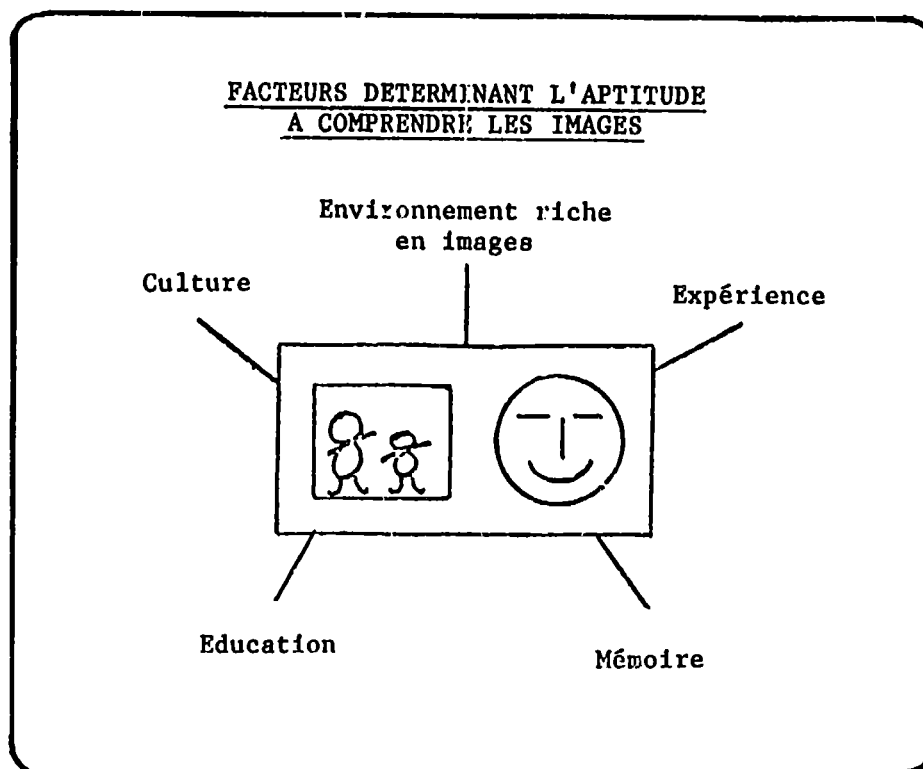 FACTEURS DETERMINANT L'APTITUDE
A COMPRENDRE LES IMAGES
Environnement riche
en images
Culture
Expérience
Education
Mémoire